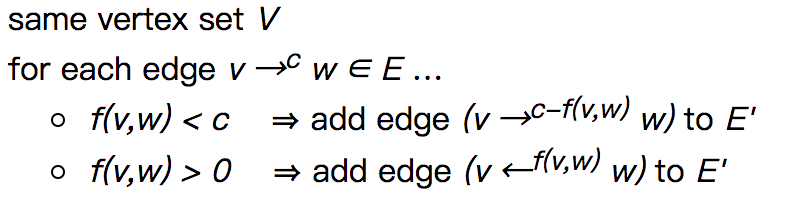 same vertex set V
for each edge v →ᶜ w ∈ E ...
○ f(v,w) < c ⇒ add edge (v →ᶜ⁻ᶠ⁽ᵛ,ʷ⁾ w) to E'
○ f(v,w) > 0 ⇒ add edge (v ←ᶠ⁽ᵛ,ʷ⁾ w) to E'